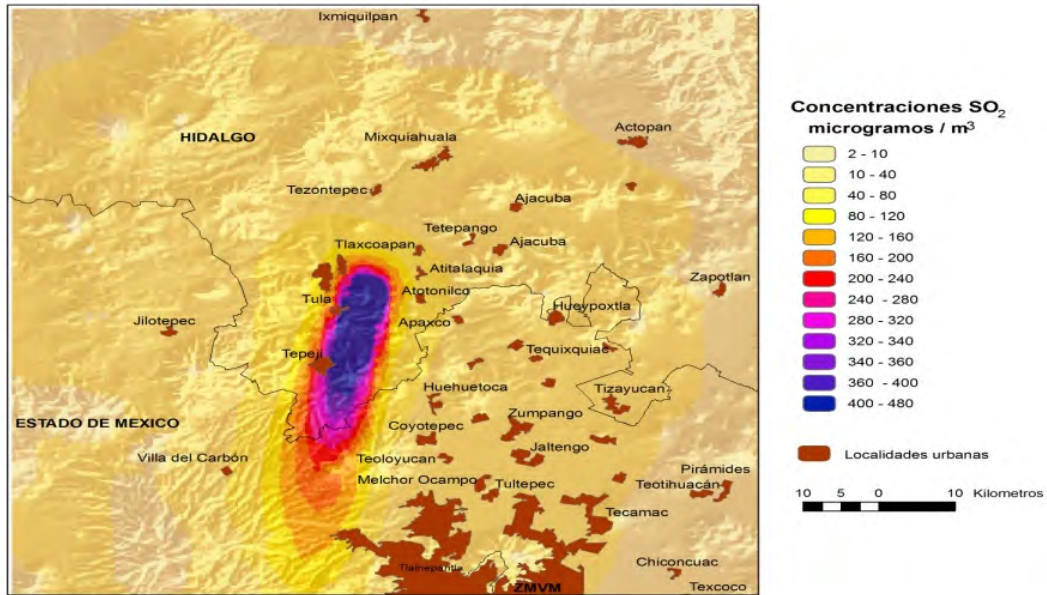 Ixmiquilpan
HIDALGO
Mixquiahuala
Actopan
Tezontepec
Ajacuba
Tetepango
Tlaxcoapan
Ajacuba
Atitalaquia
Zapotlan
Tula
Atotonilco
Hueypoxtla
Jilotepec
Apaxco
Tepeji
Tequixquiac
Huehuetoca
Tizayucan
ESTADO DE MEXICO
Zumpango
Coyotepec
Jaltengo
Villa del Carbón
Teoloyucan
Melchor Ocampo
Tultepec
Pirámides
Teotihuacán
Tecamac
Chiconcuac
Tlalnepantla
ZMVM
Texcoco
Concentraciones SO₂
microgramos / m³
2 - 10
10 - 40
40 - 80
80 - 120
120 - 160
160 - 200
200 - 240
240 - 280
280 - 320
320 - 340
340 - 360
360 - 400
400 - 480
Localidades urbanas
10 5 0 10 Kilometros